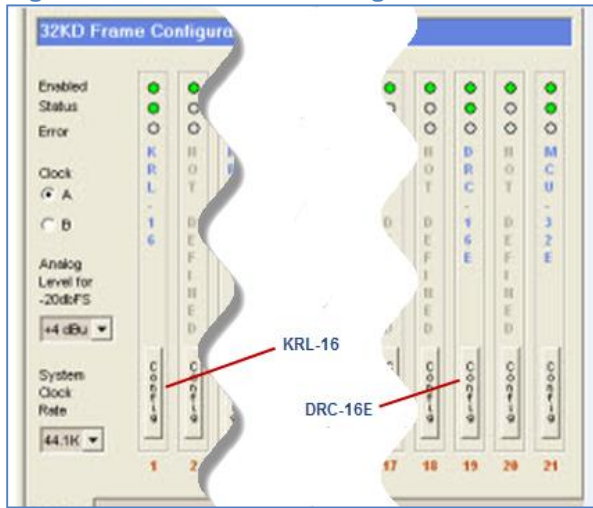 32KD Frame Configura
Enabled
Status
Error
Clock
A
B
Analog
Level for
-20dbFS
+4 dBu
System
Clock
Rate
44.1K
KRL-16
NOT DEFINED
NOT DEFINED
DRC-16E
NOT DEFINED
MCU-32E
KRL-16
DRC-16E
Config
Config
Config
Config
Config
Config
1
2
17
18
19
20
21